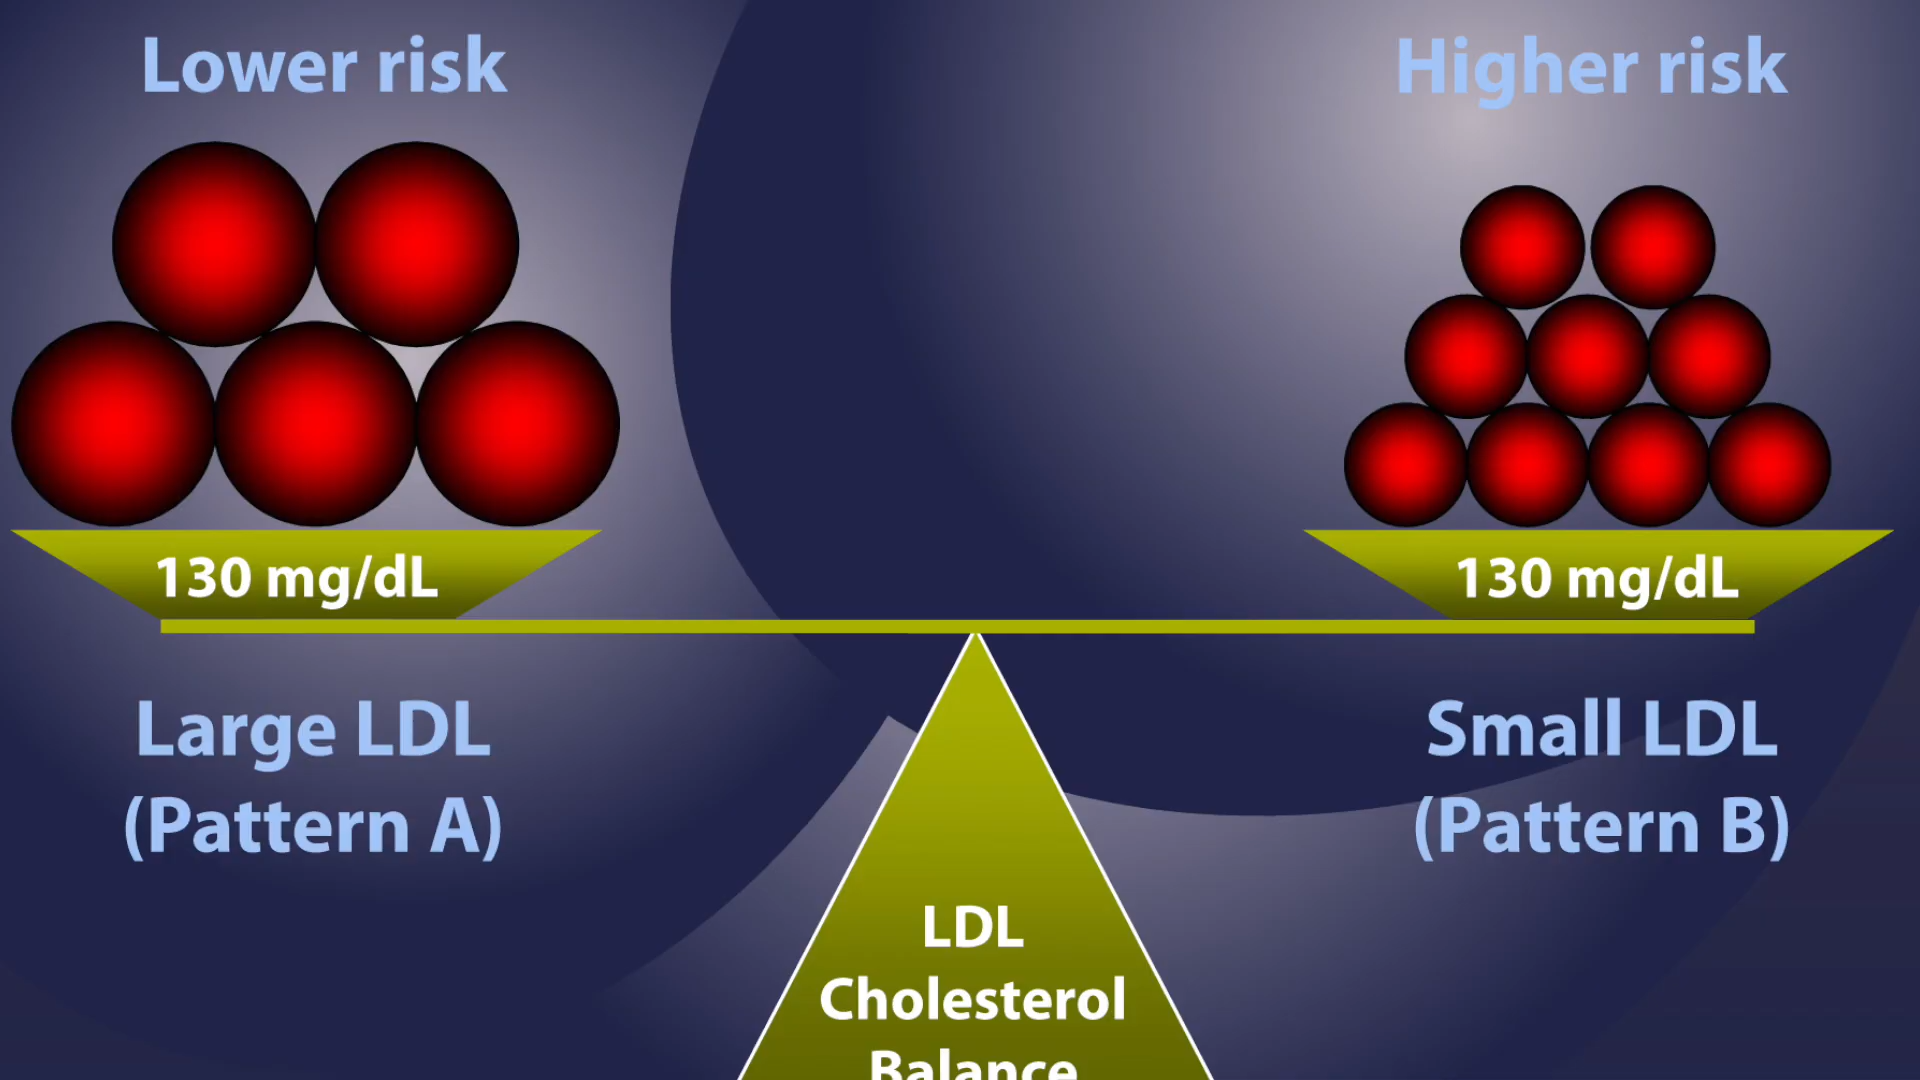 Lower risk
Higher risk
130 mg/dL
130 mg/dL
Large LDL
(Pattern A)
Small LDL
(Pattern B)
LDL
Cholesterol
Balance